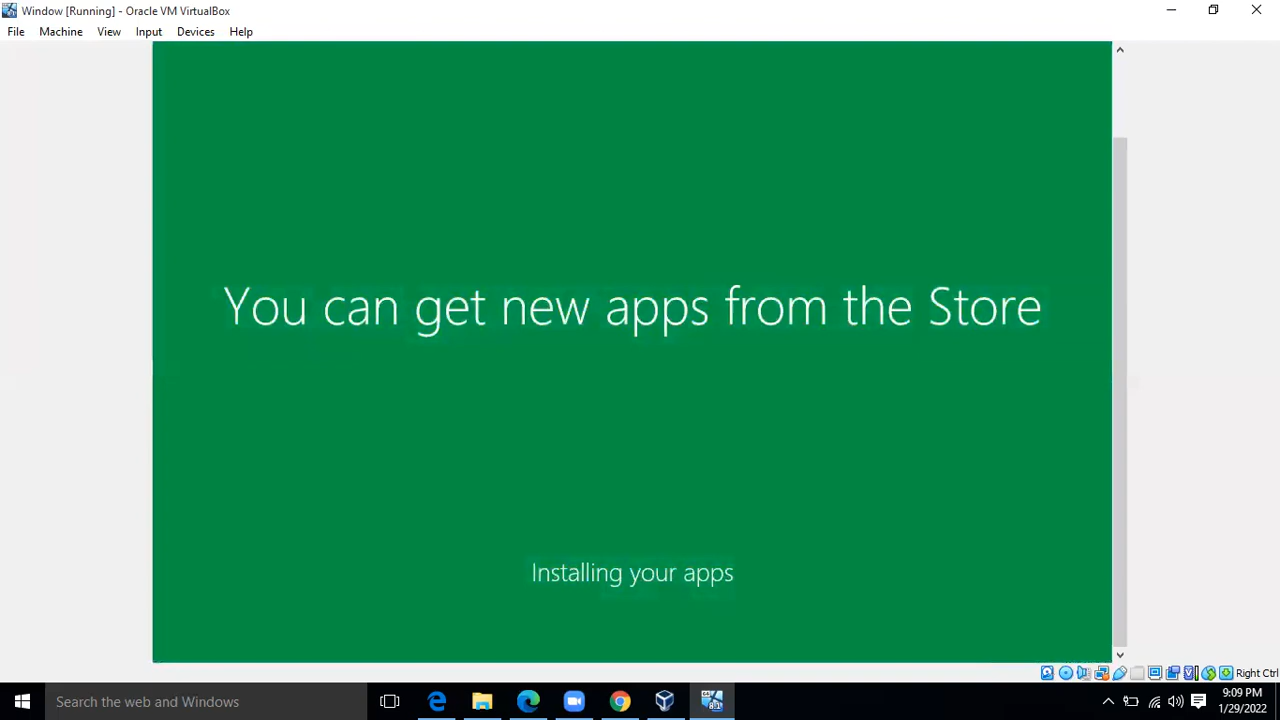 Window [Running] - Oracle VM VirtualBox
File Machine View Input Devices Help
You can get new apps from the Store
Installing your apps
Right Ctrl
Search the web and Windows
9:09 PM
1/29/2022